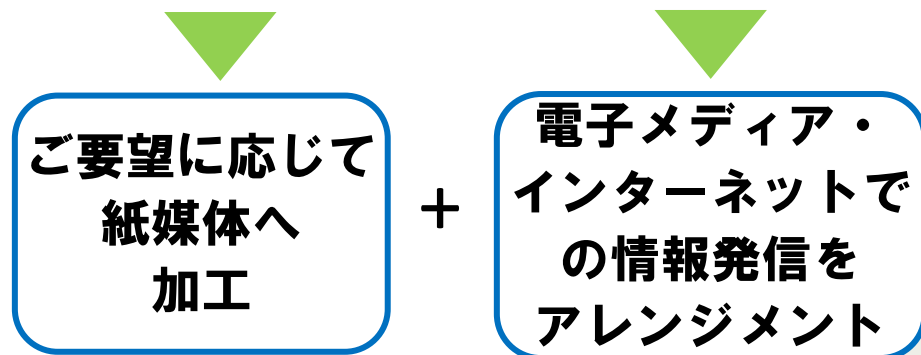 ご要望に応じて
紙媒体へ
加工
+
電子メディア・
インターネットで
の情報発信を
アレンジメント